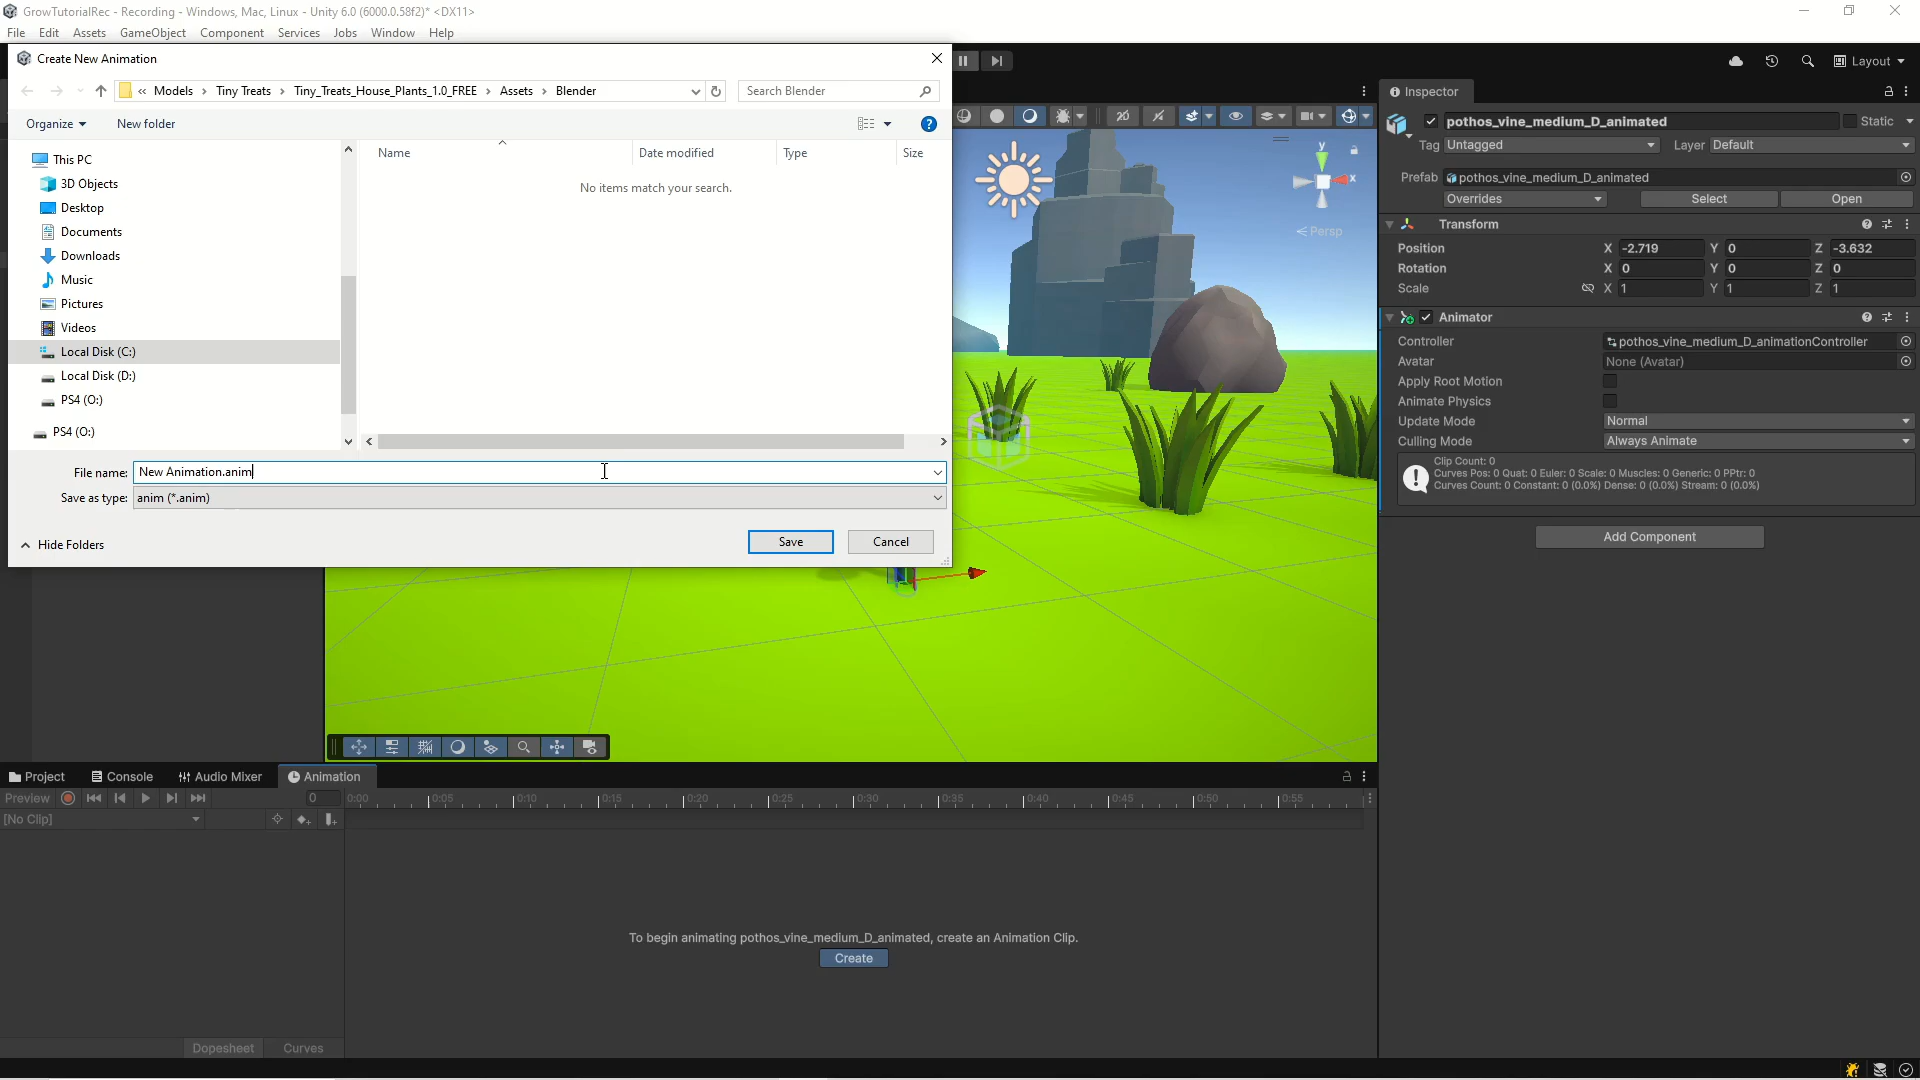 GrowTutorialRec - Recording - Windows, Mac, Linux - Unity 6.0 (6000.0.58f2)* <DX11>
File Edit Assets GameObject Component Services Jobs Window Help
Create New Animation
« Models > Tiny Treats > Tiny_Treats_House_Plants_1.0_FREE > Assets > Blender
Search Blender
Organize New folder
Name Date modified Type Size
No items match your search.
This PC
3D Objects
Desktop
Documents
Downloads
Music
Pictures
Videos
Local Disk (C:)
Local Disk (D:)
PS4 (O:)
PS4 (O:)
File name: New Animation.anim
Save as type: anim (*.anim)
Hide Folders
Save Cancel
Layout
2D
y
x
Persp
Inspector
pothos_vine_medium_D_animated Static
Tag Untagged Layer Default
Prefab pothos_vine_medium_D_animated
Overrides Select Open
Transform
Position X -2.719 Y 0 Z -3.632
Rotation X 0 Y 0 Z 0
Scale X 1 Y 1 Z 1
Animator
Controller pothos_vine_medium_D_animationController
Avatar None (Avatar)
Apply Root Motion
Animate Physics
Update Mode Normal
Culling Mode Always Animate
Clip Count: 0
Curves Pos: 0 Quat: 0 Euler: 0 Scale: 0 Muscles: 0 Generic: 0 PPtr: 0
Curves Count: 0 Constant: 0 (0.0%) Dense: 0 (0.0%) Stream: 0 (0.0%)
Add Component
Project Console Audio Mixer Animation
Preview 0 0:00 0:05 0:10 0:15 0:20 0:25 0:30 0:35 0:40 0:45 0:50 0:55
[No Clip]
To begin animating pothos_vine_medium_D_animated, create an Animation Clip.
Create
Dopesheet Curves